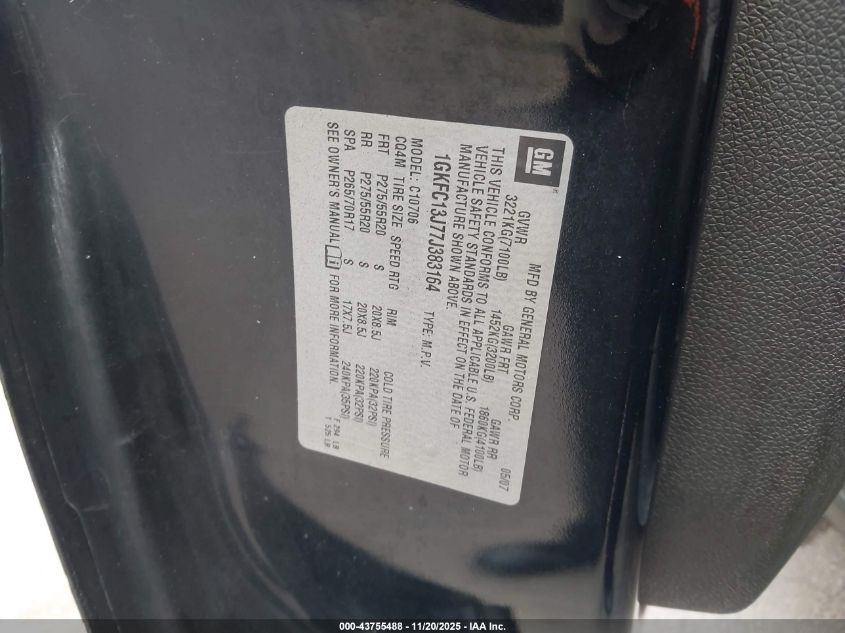 GM
MFD BY GENERAL MOTORS CORP. 05/07
GVWR GAWR FRT GAWR RR
3221KG(7100LB) 1452KG(3200LB) 1860KG(4100LB)
THIS VEHICLE CONFORMS TO ALL APPLICABLE U.S. FEDERAL MOTOR
VEHICLE SAFETY STANDARDS IN EFFECT ON THE DATE OF
MANUFACTURE SHOWN ABOVE.
1GKFC13J77J383164 TYPE: M.P.V.
MODEL: C10706
CQ4M TIRE SIZE SPEED RTG RIM COLD TIRE PRESSURE
FRT P275/55R20 S 20X8.5J 220KPA(32PSI)
RR P275/55R20 S 20X8.5J 220KPA(32PSI)
SPA P265/70R17 S 17X7.5J 240KPA(35PSI)
SEE OWNER'S MANUAL FOR MORE INFORMATION.
000-43755488 - 11/20/2025 - IAA Inc.